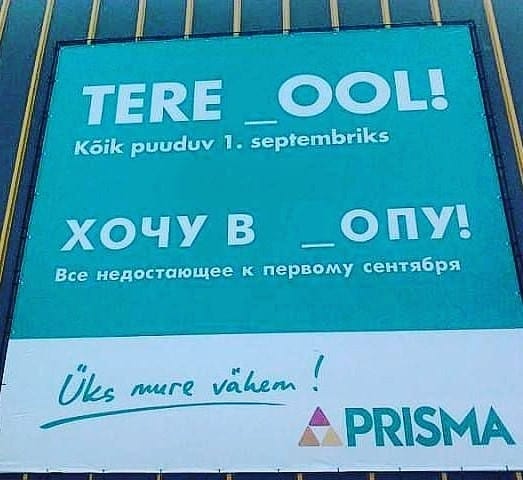 TERE _OOL!
Kõik puuduv 1. septembriks
ХОЧУ В _ОПУ!
Все недостающее к первому сентября
Üks mure vähem!
PRISMA